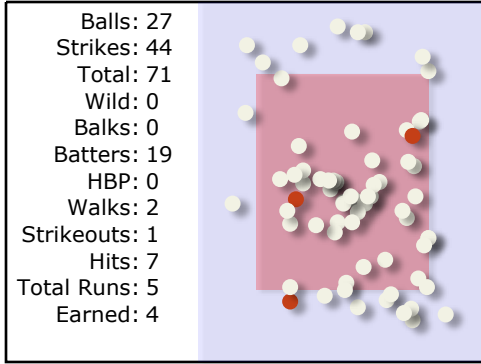 Balls: 27
Strikes: 44
Total: 71
Wild: 0
Balks: 0
Batters: 19
HBP: 0
Walks: 2
Strikeouts: 1
Hits: 7
Total Runs: 5
Earned: 4